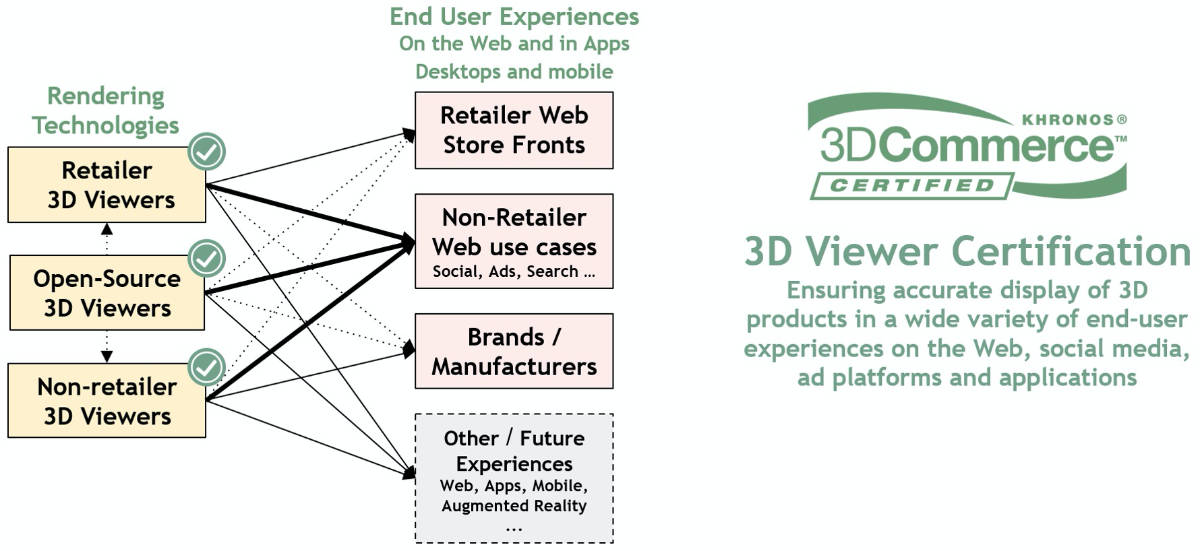 End User Experiences
On the Web and in Apps
Desktops and mobile
Rendering
Technologies
Retailer
3D Viewers
Open-Source
3D Viewers
Non-retailer
3D Viewers
Retailer Web
Store Fronts
Non-Retailer
Web use cases
Social, Ads, Search ...
Brands /
Manufacturers
Other / Future
Experiences
Web, Apps, Mobile,
Augmented Reality
...
KHRONOS®
3DCommerce™
CERTIFIED
3D Viewer Certification
Ensuring accurate display of 3D
products in a wide variety of end-user
experiences on the Web, social media,
ad platforms and applications